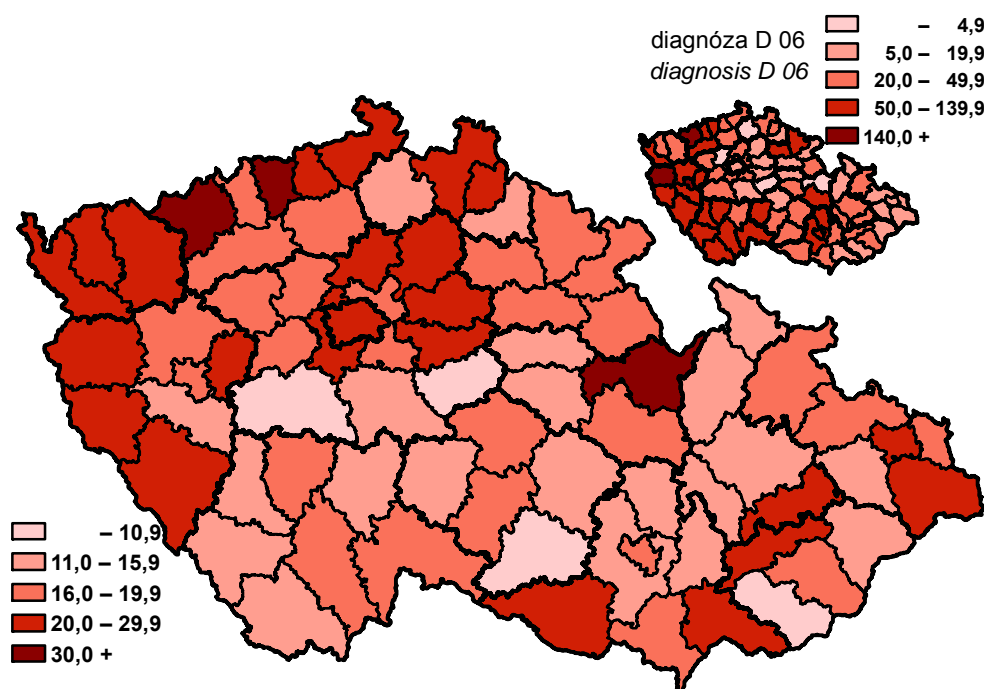 diagnóza D 06
diagnosis D 06
– 4,9
5,0 – 19,9
20,0 – 49,9
50,0 – 139,9
140,0 +
– 10,9
11,0 – 15,9
16,0 – 19,9
20,0 – 29,9
30,0 +